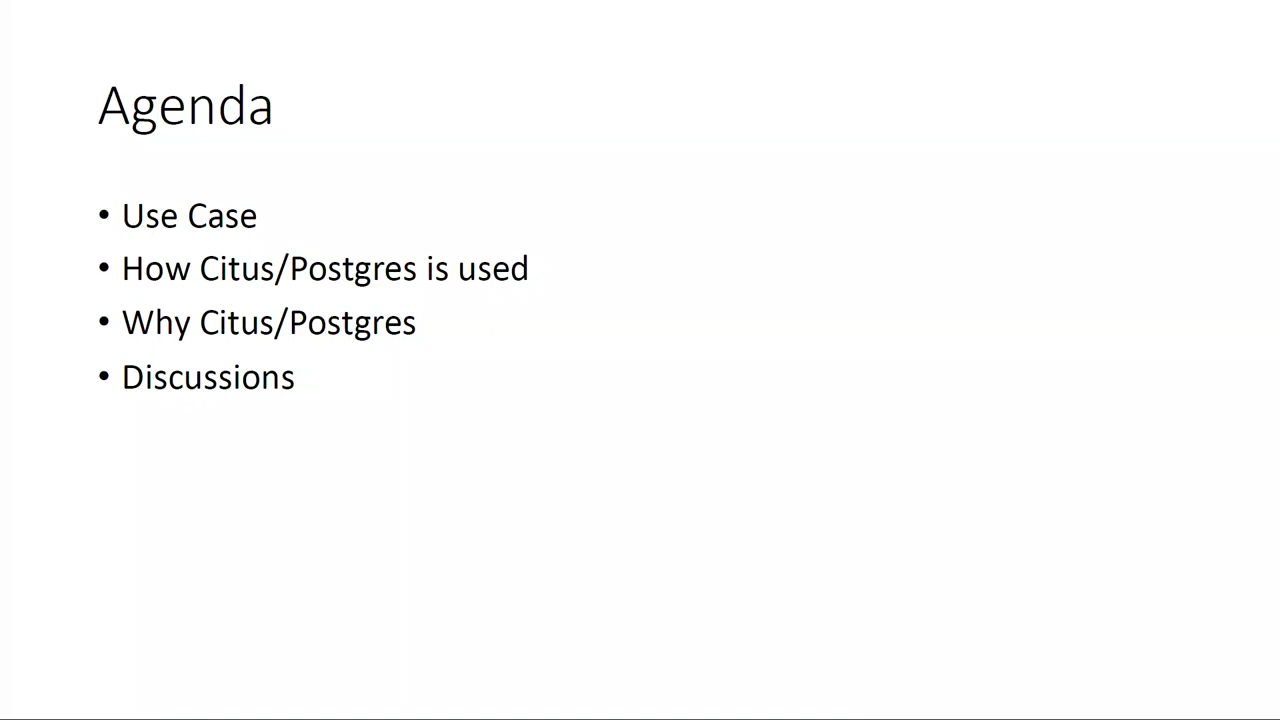 Agenda
• Use Case
• How Citus/Postgres is used
• Why Citus/Postgres
• Discussions